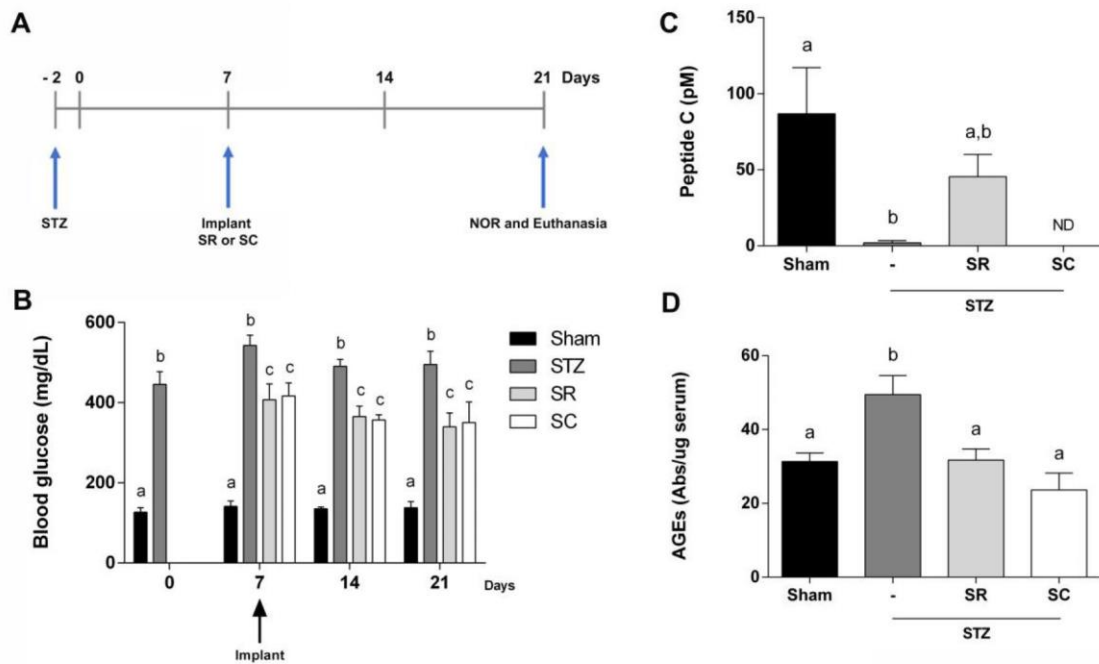 A
- 2 0 7 14 21 Days
STZ
Implant
SR or SC
NOR and Euthanasia
B
Blood glucose (mg/dL)
600
400
200
0
a b
a b c c
a b c c
a b c c
0 7 14 21 Days
Implant
Sham
STZ
SR
SC
C
Peptide C (pM)
150
100
50
0
a
b
a,b
ND
Sham - SR SC
STZ
D
AGEs (Abs/ug serum)
60
40
20
0
a
b
a
a
Sham - SR SC
STZ